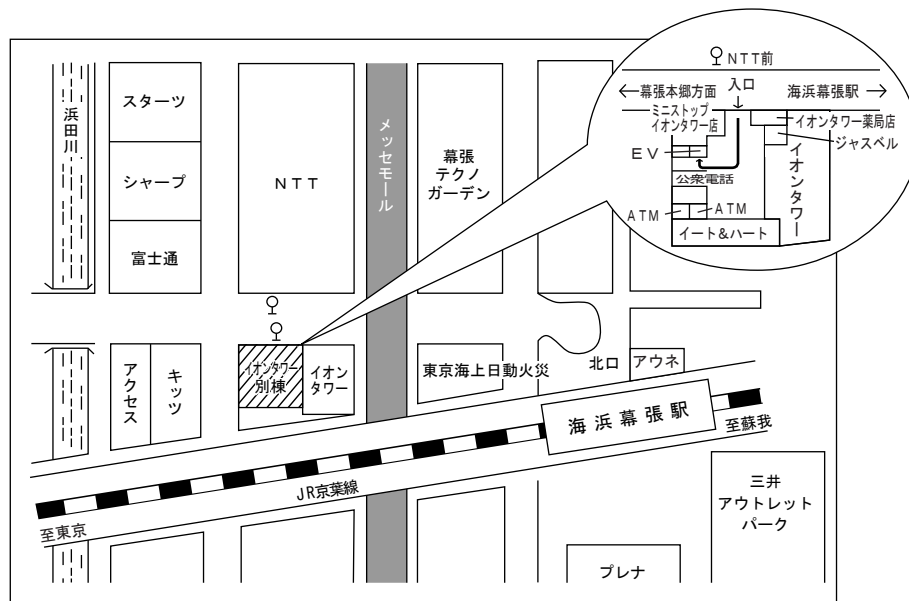 浜田川
スターツ
シャープ
富士通
NTT
メッセモール
幕張
テクノ
ガーデン
NTT前
幕張本郷方面
入口
海浜幕張駅
ミニストップ
イオンタワー店
イオンタワー薬局店
ジャスベル
EV
公衆電話
イオンタワー
ATM
ATM
イート&ハート
アクセス
キッツ
イオンタワー
別棟
イオン
タワー
東京海上日動火災
北口
アウネ
海浜幕張駅
至蘇我
JR京葉線
至東京
三井
アウトレット
パーク
プレナ